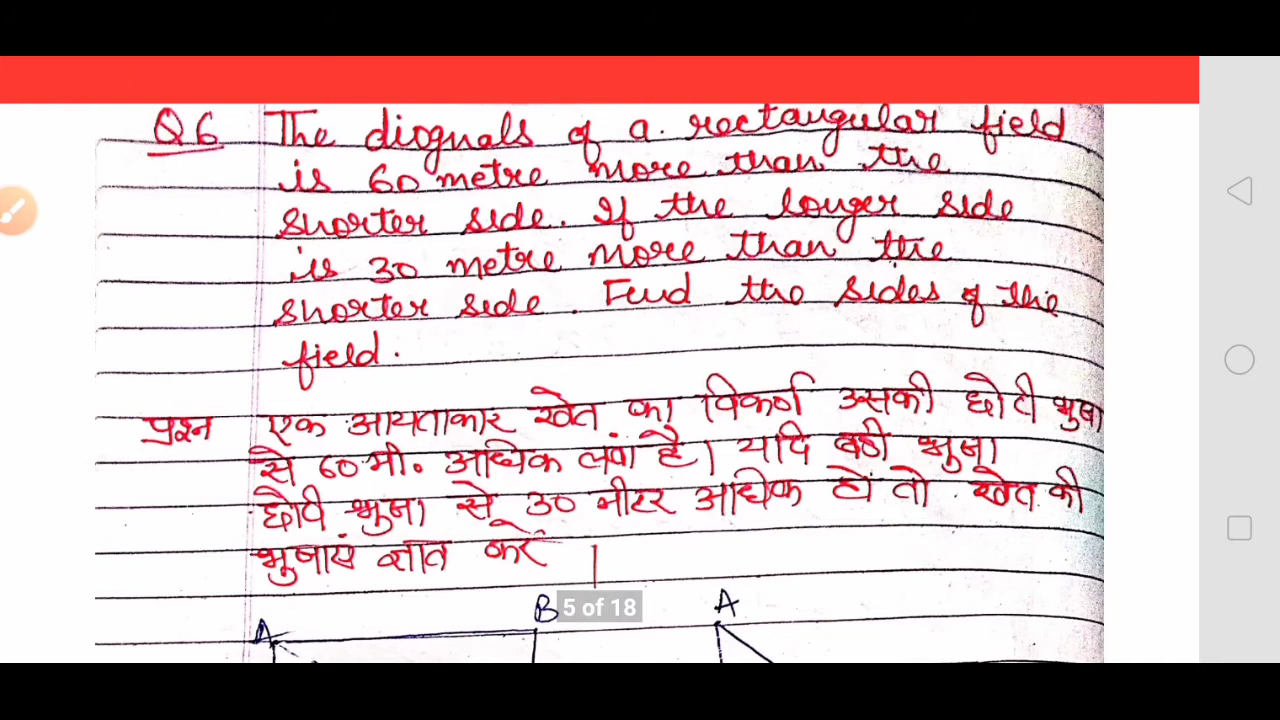 Q6 The diognals of a. rectangular field
is 60 metre more than the
shorter side. If the longer side
is 30 metre more than the
shorter side. Find the sides of the
field.
प्रश्न एक आयताकार खेत का विकर्ण उसकी छोटी भुजा
से 60 मी० अधिक लंबा है। यदि बडी भुजा
छोटी भुजा से 30 मीटर अधिक हो तो खेत की
भुजाएं ज्ञात करें |
A B 5 of 18 A